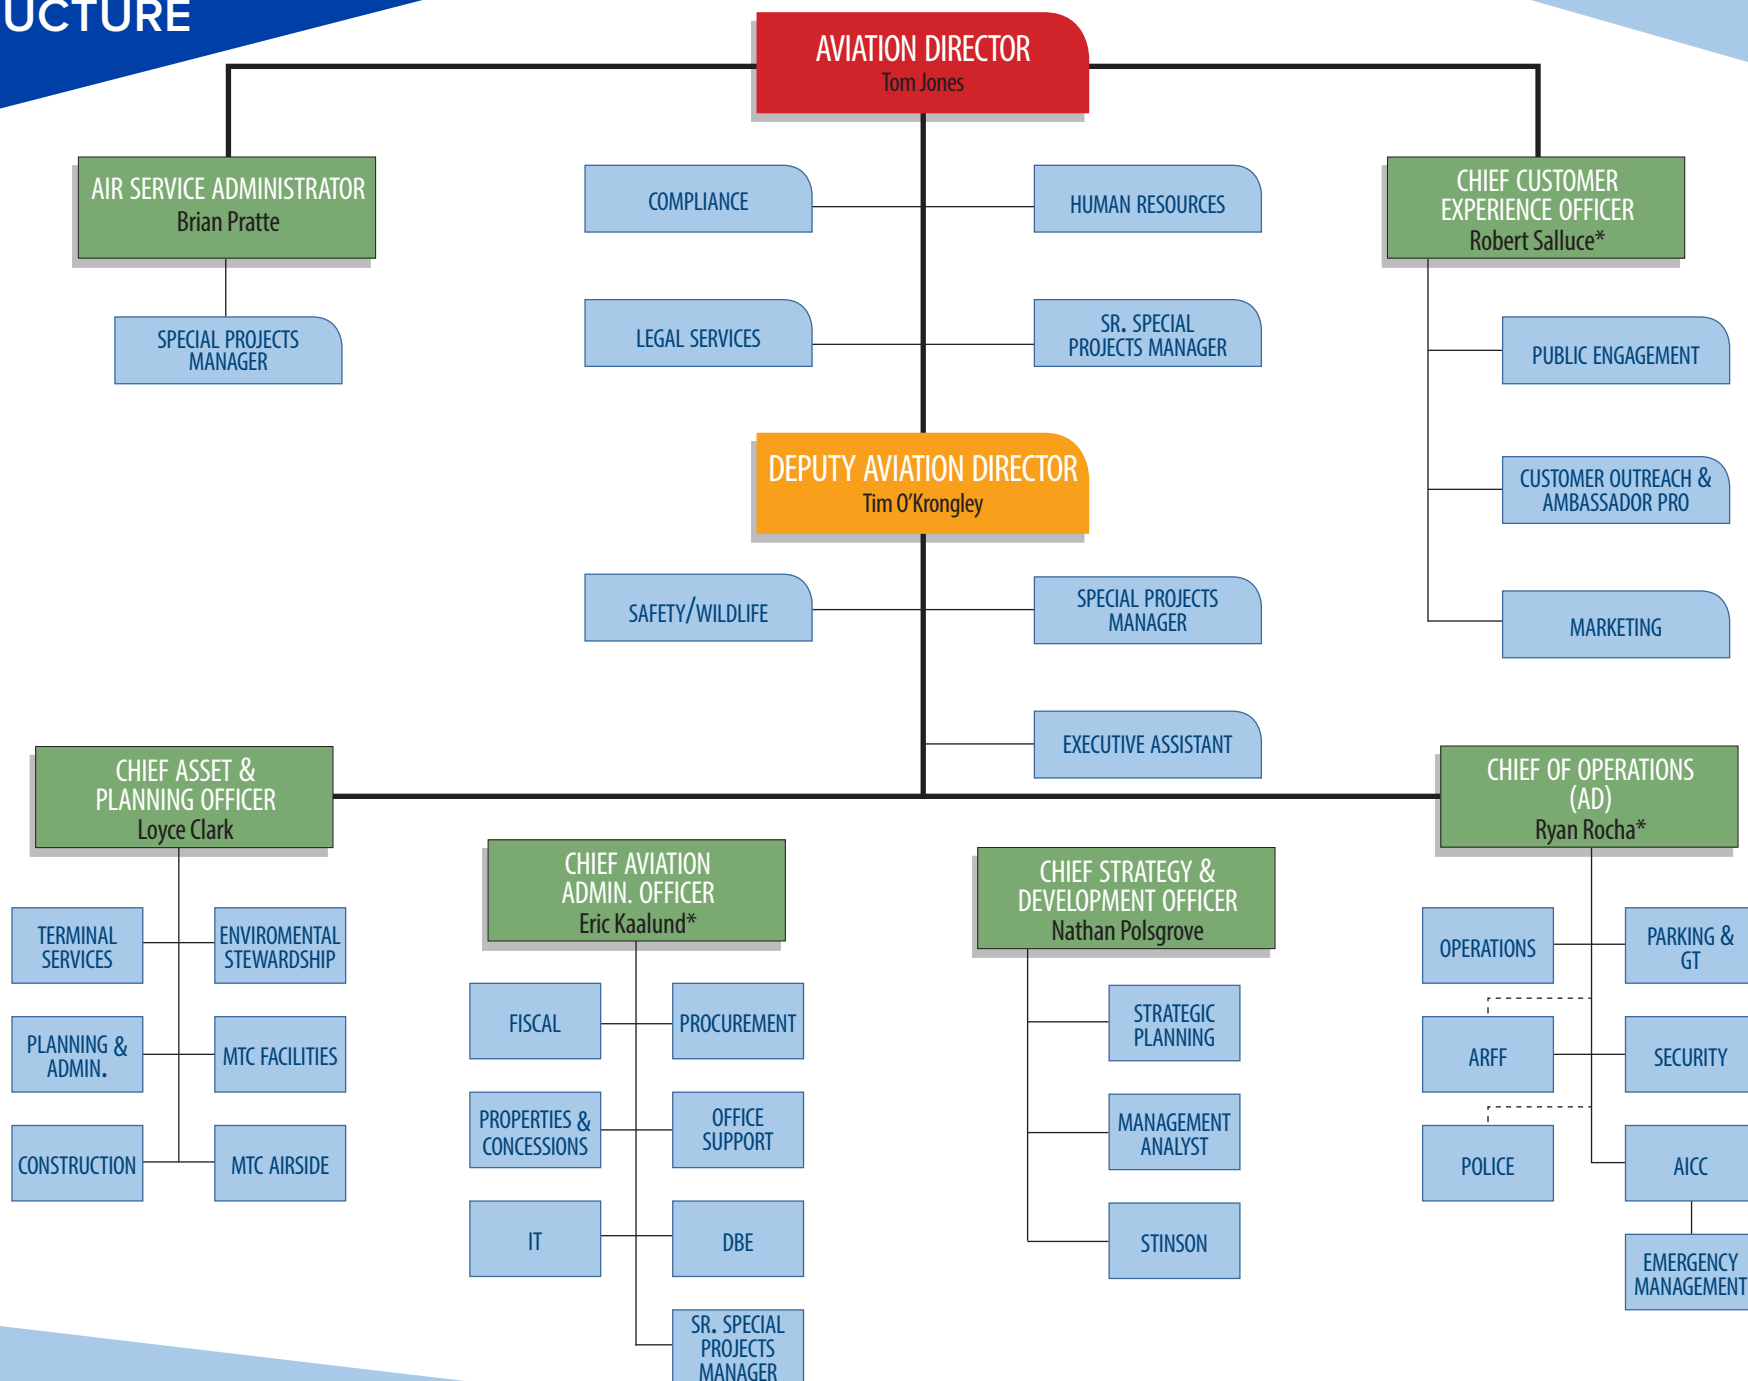 UCTURE
AVIATION DIRECTOR
Tom Jones
AIR SERVICE ADMINISTRATOR
Brian Pratte
SPECIAL PROJECTS
MANAGER
COMPLIANCE
HUMAN RESOURCES
LEGAL SERVICES
SR. SPECIAL
PROJECTS MANAGER
CHIEF CUSTOMER
EXPERIENCE OFFICER
Robert Salluce*
PUBLIC ENGAGEMENT
CUSTOMER OUTREACH &
AMBASSADOR PRO
MARKETING
DEPUTY AVIATION DIRECTOR
Tim O'Krongley
SAFETY/WILDLIFE
SPECIAL PROJECTS
MANAGER
EXECUTIVE ASSISTANT
CHIEF ASSET &
PLANNING OFFICER
Loyce Clark
TERMINAL
SERVICES
ENVIROMENTAL
STEWARDSHIP
PLANNING &
ADMIN.
MTC FACILITIES
CONSTRUCTION
MTC AIRSIDE
CHIEF AVIATION
ADMIN. OFFICER
Eric Kaalund*
FISCAL
PROCUREMENT
PROPERTIES &
CONCESSIONS
OFFICE
SUPPORT
IT
DBE
SR. SPECIAL
PROJECTS
MANAGER
CHIEF STRATEGY &
DEVELOPMENT OFFICER
Nathan Polsgrove
STRATEGIC
PLANNING
MANAGEMENT
ANALYST
STINSON
CHIEF OF OPERATIONS
(AD)
Ryan Rocha*
OPERATIONS
PARKING &
GT
ARFF
SECURITY
POLICE
AICC
EMERGENCY
MANAGEMENT